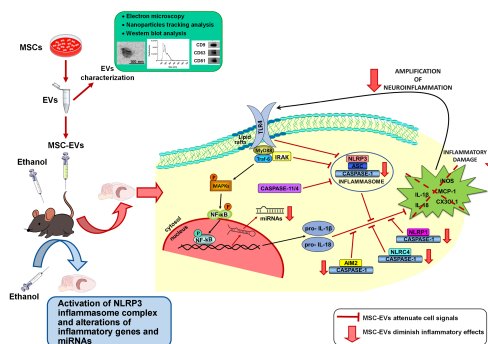 • Electron microscopy
• Nanoparticles tracking analysis
• Western blot analysis
100 nm
CD9
CD63
CD81
MSCs
EVs
characterization
EVs
MSC-EVs
Ethanol
Ethanol
Activation of NLRP3
inflammasome complex
and alterations of
inflammatory genes and
miRNAs
AMPLIFICATION
OF
NEUROINFLAMMATION
Lipid
rafts
TLR4
MyD88
Traf-6
IRAK
P
MAPKs
CASPASE-11/4
NLRP3
ASC
CASPASE-1
INFLAMMASOME
INFLAMMATORY
DAMAGE
iNOS
MCP-1
CX3CL1
IL-1β
IL-18
P
NFκB
miRNAs
P
NF-kB
cytosol
nucleus
pro- IL-1β
pro- IL-18
NLRP1
CASPASE-1
NLRC4
CASPASE-1
AIM2
CASPASE-1
MSC-EVs attenuate cell signals
MSC-EVs diminish inflammatory effects